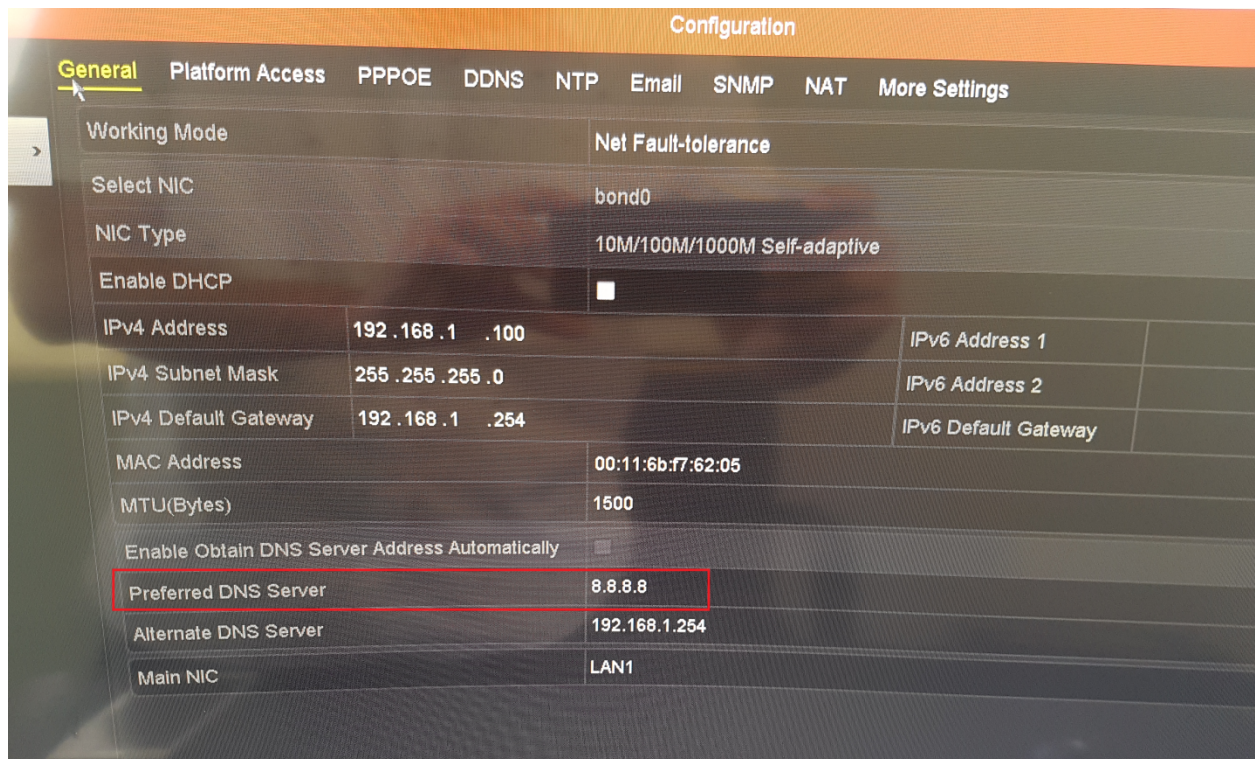 Configuration
General Platform Access PPPOE DDNS NTP Email SNMP NAT More Settings
>
Working Mode Net Fault-tolerance
Select NIC bond0
NIC Type 10M/100M/1000M Self-adaptive
Enable DHCP
IPv4 Address 192.168.1 .100 IPv6 Address 1
IPv4 Subnet Mask 255.255.255.0 IPv6 Address 2
IPv4 Default Gateway 192.168.1 .254 IPv6 Default Gateway
MAC Address 00:11:6b:f7:62:05
MTU(Bytes) 1500
Enable Obtain DNS Server Address Automatically
Preferred DNS Server 8.8.8.8
Alternate DNS Server 192.168.1.254
Main NIC LAN1